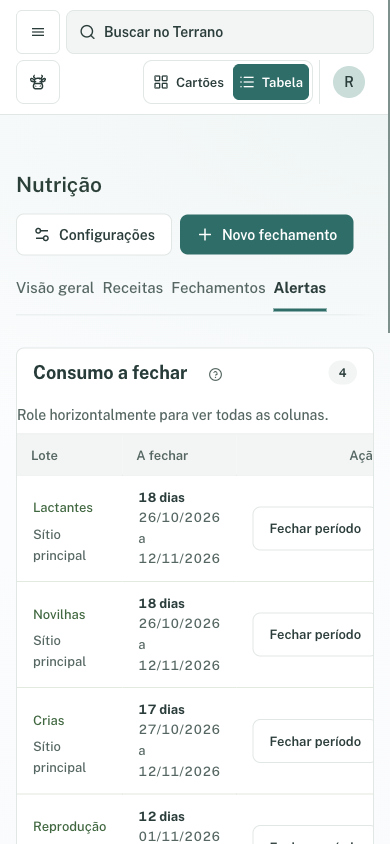 Buscar no Terrano
Cartões
Tabela
R
Nutrição
Configurações
Novo fechamento
Visão geral Receitas Fechamentos Alertas
Consumo a fechar ? 4
Role horizontalmente para ver todas as colunas.
Lote A fechar Açã
Lactantes
Sítio
principal
18 dias
26/10/2026
a
12/11/2026
Fechar período
Novilhas
Sítio
principal
18 dias
26/10/2026
a
12/11/2026
Fechar período
Crias
Sítio
principal
17 dias
27/10/2026
a
12/11/2026
Fechar período
Reprodução
12 dias
01/11/2026